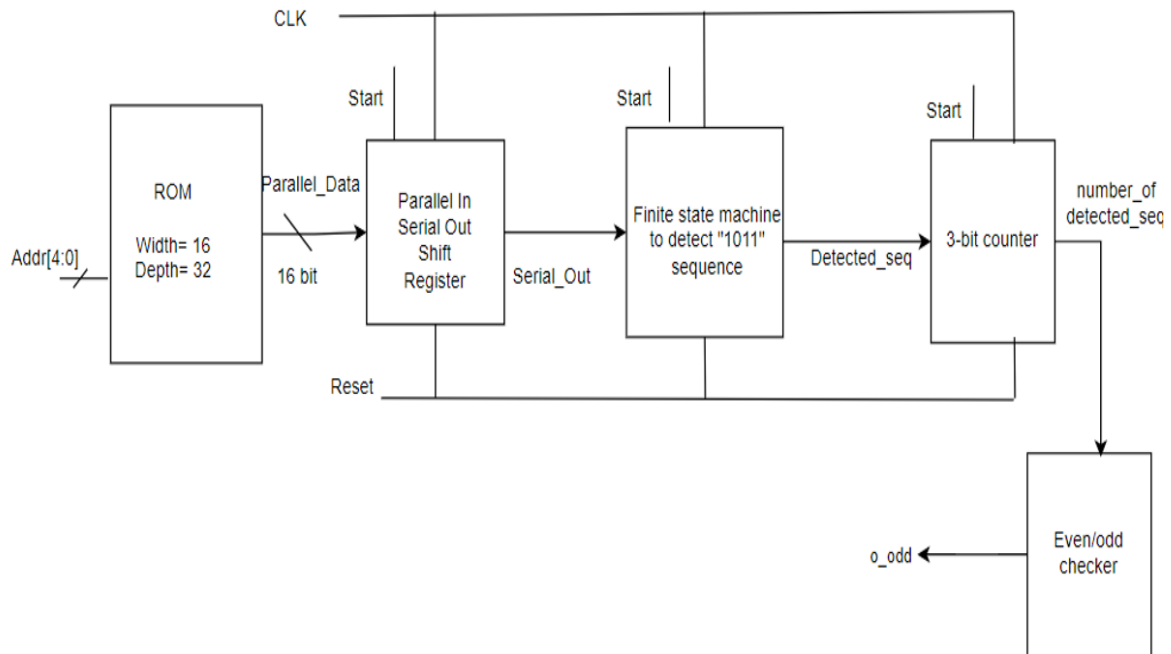 CLK
Start
Start
Start
ROM
Width= 16
Depth= 32
Addr[4:0]
Parallel_Data
16 bit
Parallel In
Serial Out
Shift
Register
Serial_Out
Finite state machine
to detect "1011"
sequence
Detected_seq
3-bit counter
number_of
detected_seq
Reset
Even/odd
checker
o_odd